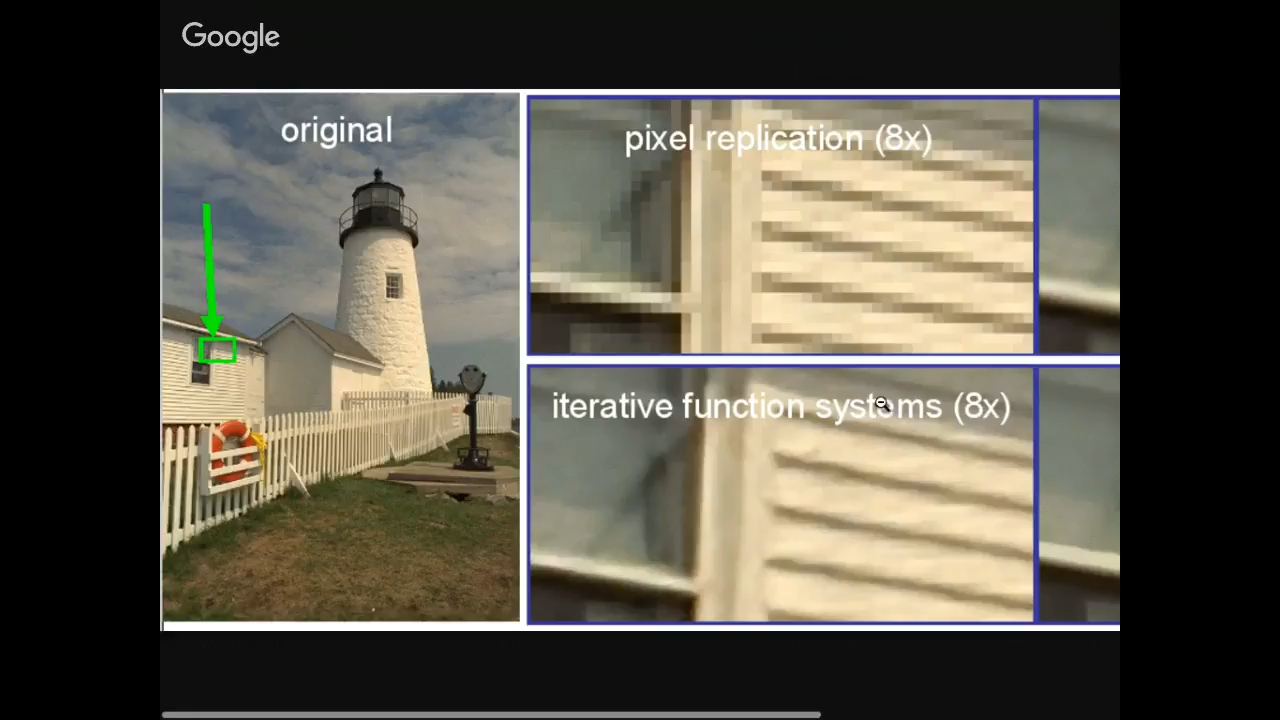 Google
original
pixel replication (8x)
iterative function systems (8x)